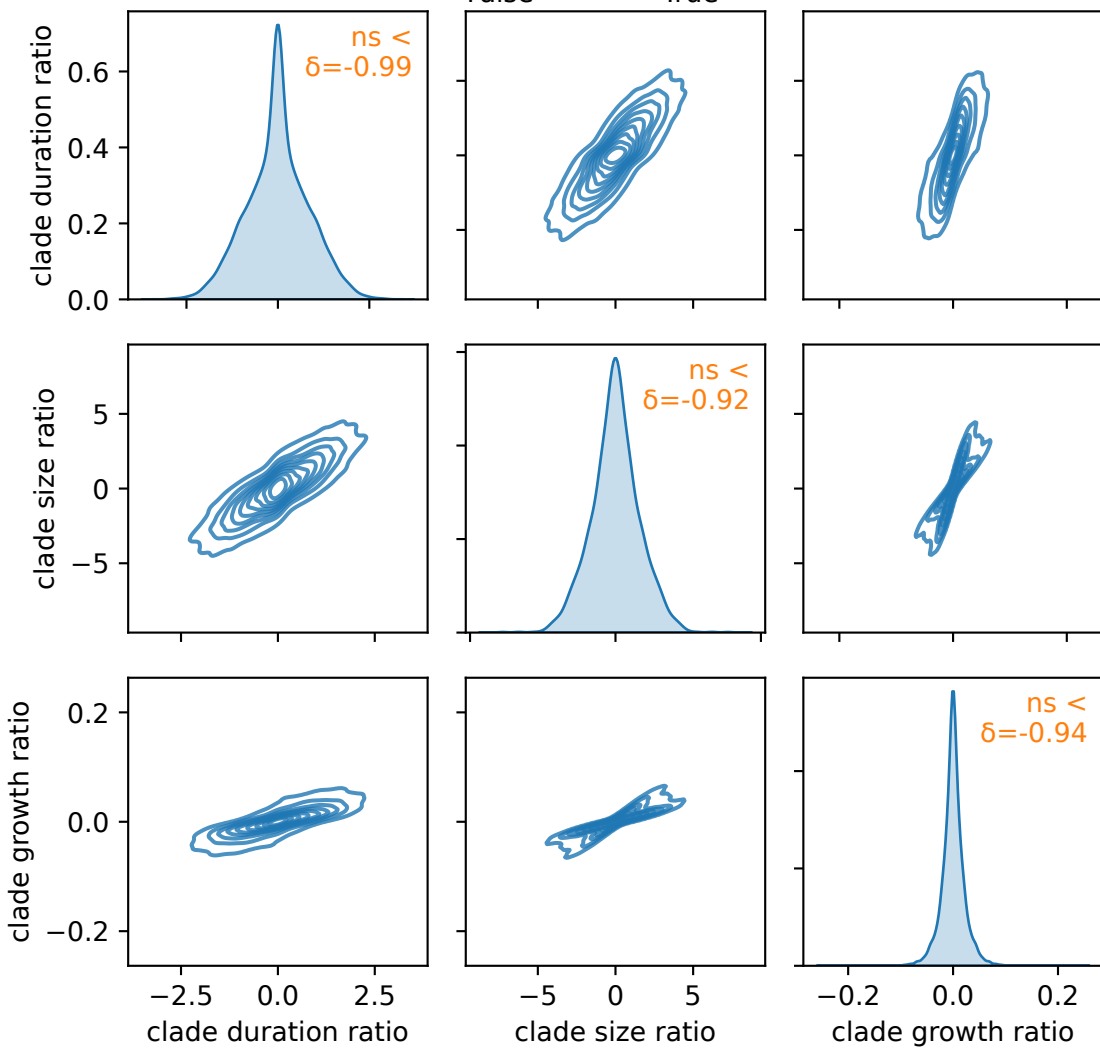 ns <
δ=-0.99
clade duration ratio
0.6
0.4
0.2
0.0
ns <
δ=-0.92
clade size ratio
5
0
−5
ns <
δ=-0.94
clade growth ratio
0.2
0.0
−0.2
−2.5 0.0 2.5
−5 0 5
−0.2 0.0 0.2
clade duration ratio
clade size ratio
clade growth ratio